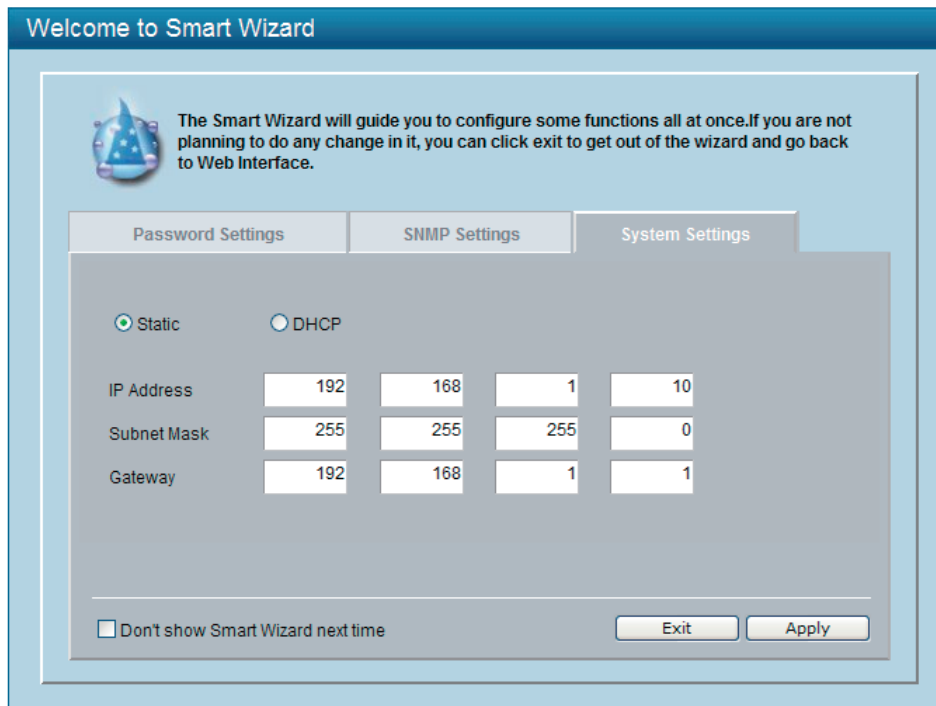 Welcome to Smart Wizard
The Smart Wizard will guide you to configure some functions all at once.If you are not
planning to do any change in it, you can click exit to get out of the wizard and go back
to Web Interface.
Password Settings SNMP Settings System Settings
Static DHCP
IP Address 192 168 1 10
Subnet Mask 255 255 255 0
Gateway 192 168 1 1
Don't show Smart Wizard next time Exit Apply